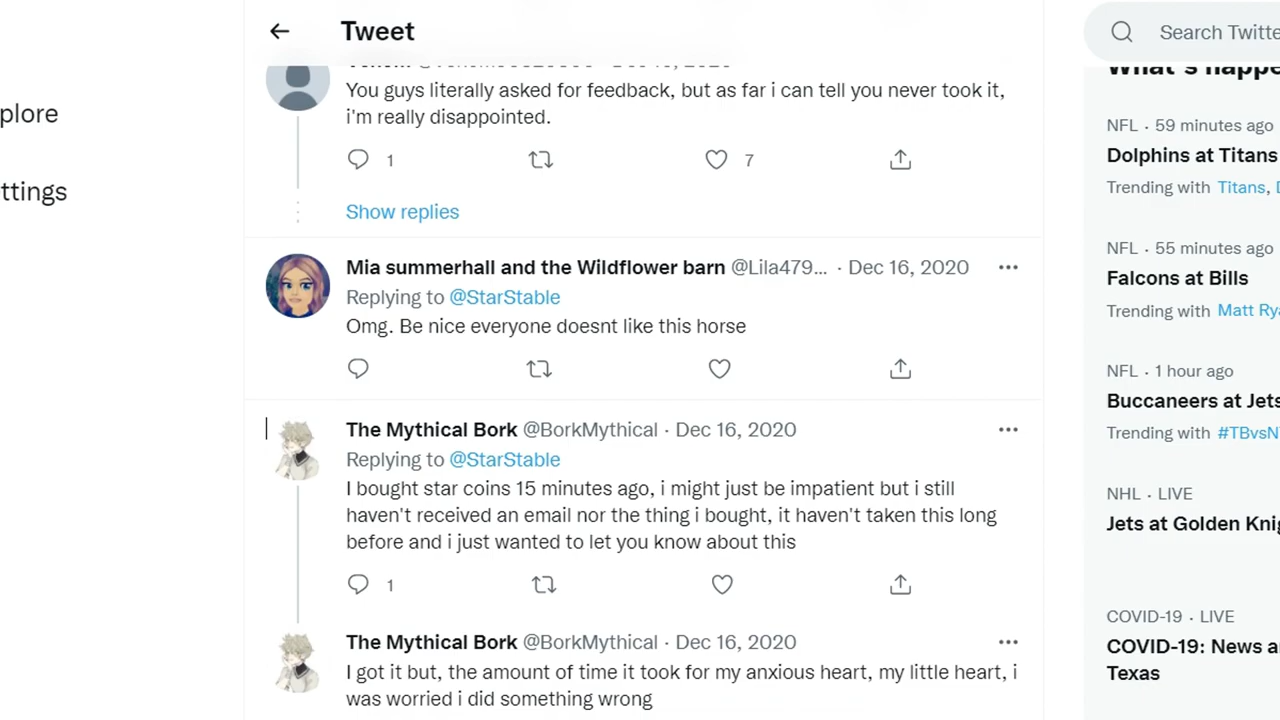 Tweet
You guys literally asked for feedback, but as far i can tell you never took it,
i'm really disappointed.
1
7
Show replies
Mia summerhall and the Wildflower barn @Lila479... · Dec 16, 2020
Replying to @StarStable
Omg. Be nice everyone doesnt like this horse
The Mythical Bork @BorkMythical · Dec 16, 2020
Replying to @StarStable
I bought star coins 15 minutes ago, i might just be impatient but i still
haven't received an email nor the thing i bought, it haven't taken this long
before and i just wanted to let you know about this
1
The Mythical Bork @BorkMythical · Dec 16, 2020
I got it but, the amount of time it took for my anxious heart, my little heart, i
was worried i did something wrong
plore
ttings
Search Twitte
What's happe
NFL · 59 minutes ago
Dolphins at Titans
Trending with Titans, D
NFL · 55 minutes ago
Falcons at Bills
Trending with Matt Rya
NFL · 1 hour ago
Buccaneers at Jets
Trending with #TBvsN
NHL · LIVE
Jets at Golden Knig
COVID-19 · LIVE
COVID-19: News a
Texas